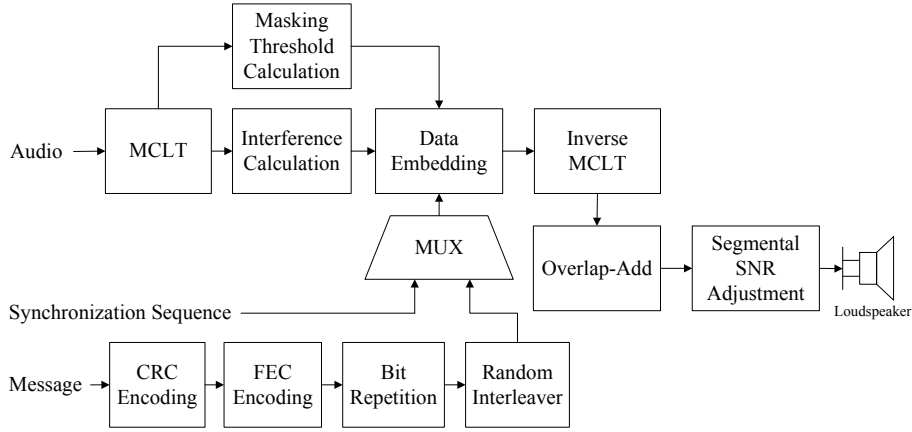 Masking
Threshold
Calculation
Audio
MCLT
Interference
Calculation
Data
Embedding
Inverse
MCLT
MUX
Overlap-Add
Segmental
SNR
Adjustment
Loudspeaker
Synchronization Sequence
Message
CRC
Encoding
FEC
Encoding
Bit
Repetition
Random
Interleaver